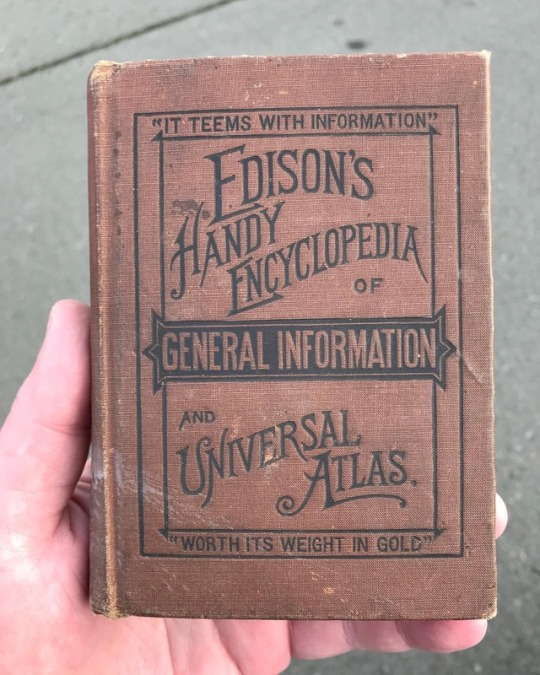 "IT TEEMS WITH INFORMATION"
EDISON'S
HANDY
ENCYCLOPEDIA
OF
GENERAL INFORMATION
AND
UNIVERSAL
ATLAS.
"WORTH ITS WEIGHT IN GOLD"